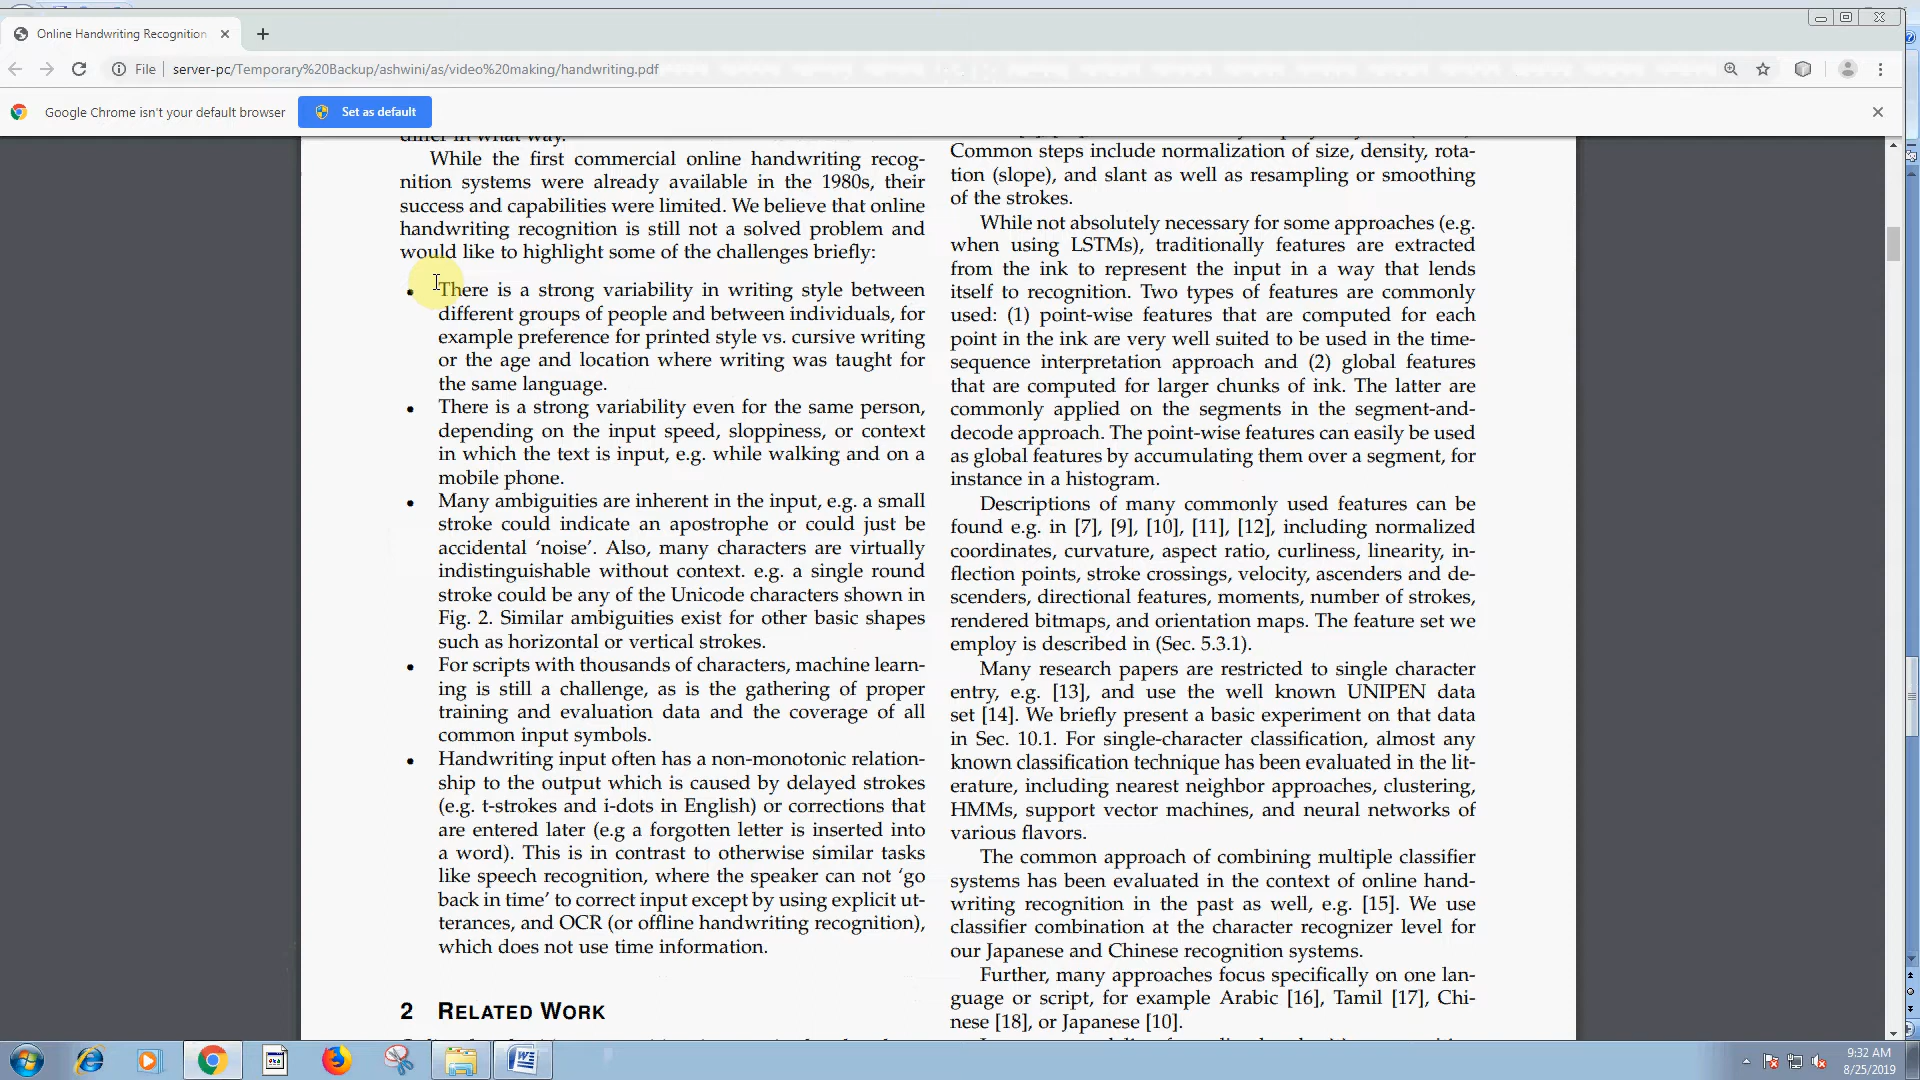 Online Handwriting Recognition
File
server-pc/Temporary%20Backup/ashwini/as/video%20making/handwriting.pdf
Google Chrome isn't your default browser
Set as default
differ in what way.
While the first commercial online handwriting recog-
nition systems were already available in the 1980s, their
success and capabilities were limited. We believe that online
handwriting recognition is still not a solved problem and
would like to highlight some of the challenges briefly:
• There is a strong variability in writing style between
different groups of people and between individuals, for
example preference for printed style vs. cursive writing
or the age and location where writing was taught for
the same language.
• There is a strong variability even for the same person,
depending on the input speed, sloppiness, or context
in which the text is input, e.g. while walking and on a
mobile phone.
• Many ambiguities are inherent in the input, e.g. a small
stroke could indicate an apostrophe or could just be
accidental ‘noise’. Also, many characters are virtually
indistinguishable without context. e.g. a single round
stroke could be any of the Unicode characters shown in
Fig. 2. Similar ambiguities exist for other basic shapes
such as horizontal or vertical strokes.
• For scripts with thousands of characters, machine learn-
ing is still a challenge, as is the gathering of proper
training and evaluation data and the coverage of all
common input symbols.
• Handwriting input often has a non-monotonic relation-
ship to the output which is caused by delayed strokes
(e.g. t-strokes and i-dots in English) or corrections that
are entered later (e.g a forgotten letter is inserted into
a word). This is in contrast to otherwise similar tasks
like speech recognition, where the speaker can not ‘go
back in time’ to correct input except by using explicit ut-
terances, and OCR (or offline handwriting recognition),
which does not use time information.
2 RELATED WORK
Common steps include normalization of size, density, rota-
tion (slope), and slant as well as resampling or smoothing
of the strokes.
While not absolutely necessary for some approaches (e.g.
when using LSTMs), traditionally features are extracted
from the ink to represent the input in a way that lends
itself to recognition. Two types of features are commonly
used: (1) point-wise features that are computed for each
point in the ink are very well suited to be used in the time-
sequence interpretation approach and (2) global features
that are computed for larger chunks of ink. The latter are
commonly applied on the segments in the segment-and-
decode approach. The point-wise features can easily be used
as global features by accumulating them over a segment, for
instance in a histogram.
Descriptions of many commonly used features can be
found e.g. in [7], [9], [10], [11], [12], including normalized
coordinates, curvature, aspect ratio, curliness, linearity, in-
flection points, stroke crossings, velocity, ascenders and de-
scenders, directional features, moments, number of strokes,
rendered bitmaps, and orientation maps. The feature set we
employ is described in (Sec. 5.3.1).
Many research papers are restricted to single character
entry, e.g. [13], and use the well known UNIPEN data
set [14]. We briefly present a basic experiment on that data
in Sec. 10.1. For single-character classification, almost any
known classification technique has been evaluated in the lit-
erature, including nearest neighbor approaches, clustering,
HMMs, support vector machines, and neural networks of
various flavors.
The common approach of combining multiple classifier
systems has been evaluated in the context of online hand-
writing recognition in the past as well, e.g. [15]. We use
classifier combination at the character recognizer level for
our Japanese and Chinese recognition systems.
Further, many approaches focus specifically on one lan-
guage or script, for example Arabic [16], Tamil [17], Chi-
nese [18], or Japanese [10].
9:32 AM
8/25/2019